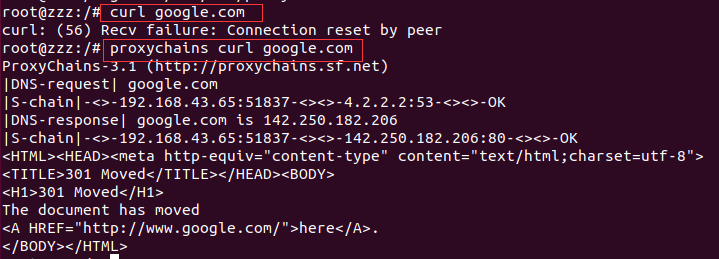 root@zzz:/# curl google.com
curl: (56) Recv failure: Connection reset by peer
root@zzz:/# proxychains curl google.com
ProxyChains-3.1 (http://proxychains.sf.net)
|DNS-request| google.com
|S-chain|-<>-192.168.43.65:51837-<><>-4.2.2.2:53-<><>-OK
|DNS-response| google.com is 142.250.182.206
|S-chain|-<>-192.168.43.65:51837-<><>-142.250.182.206:80-<><>-OK
<HTML><HEAD><meta http-equiv="content-type" content="text/html;charset=utf-8">
<TITLE>301 Moved</TITLE></HEAD><BODY>
<H1>301 Moved</H1>
The document has moved
<A HREF="http://www.google.com/">here</A>.
</BODY></HTML>